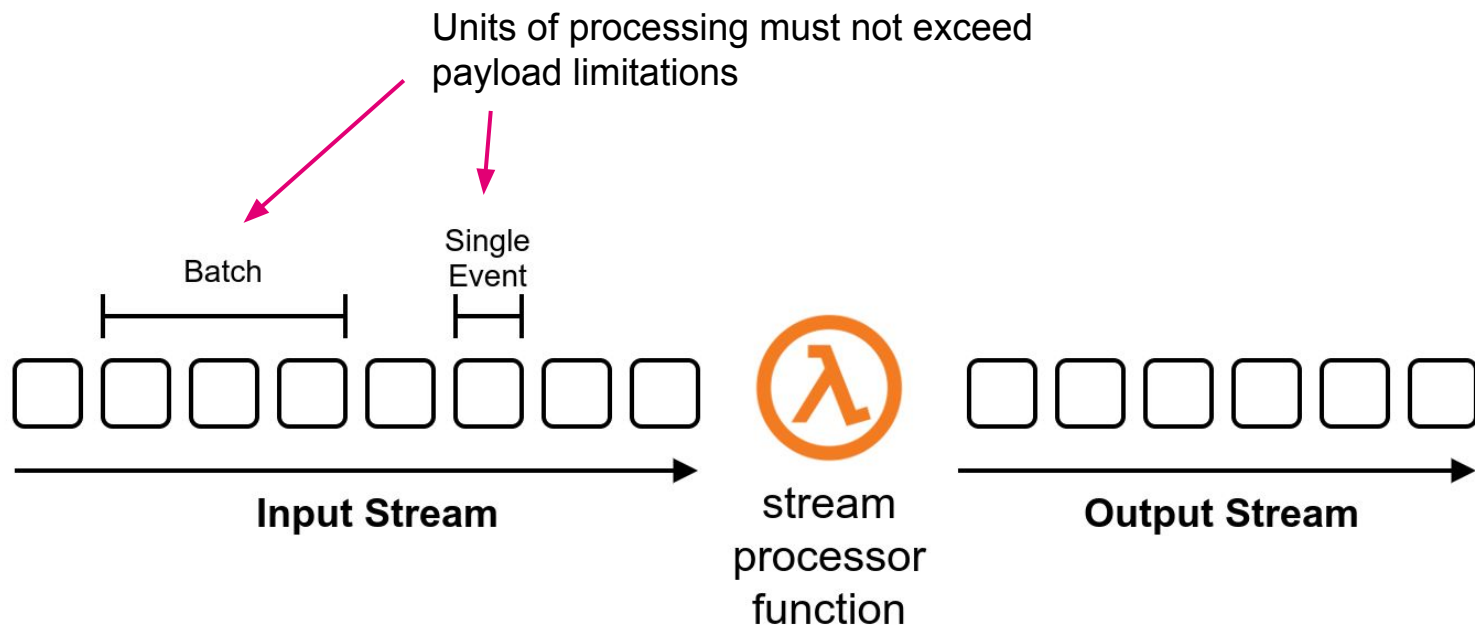 Units of processing must not exceed
payload limitations
Batch
Single
Event
λ
Input Stream
stream
processor
function
Output Stream